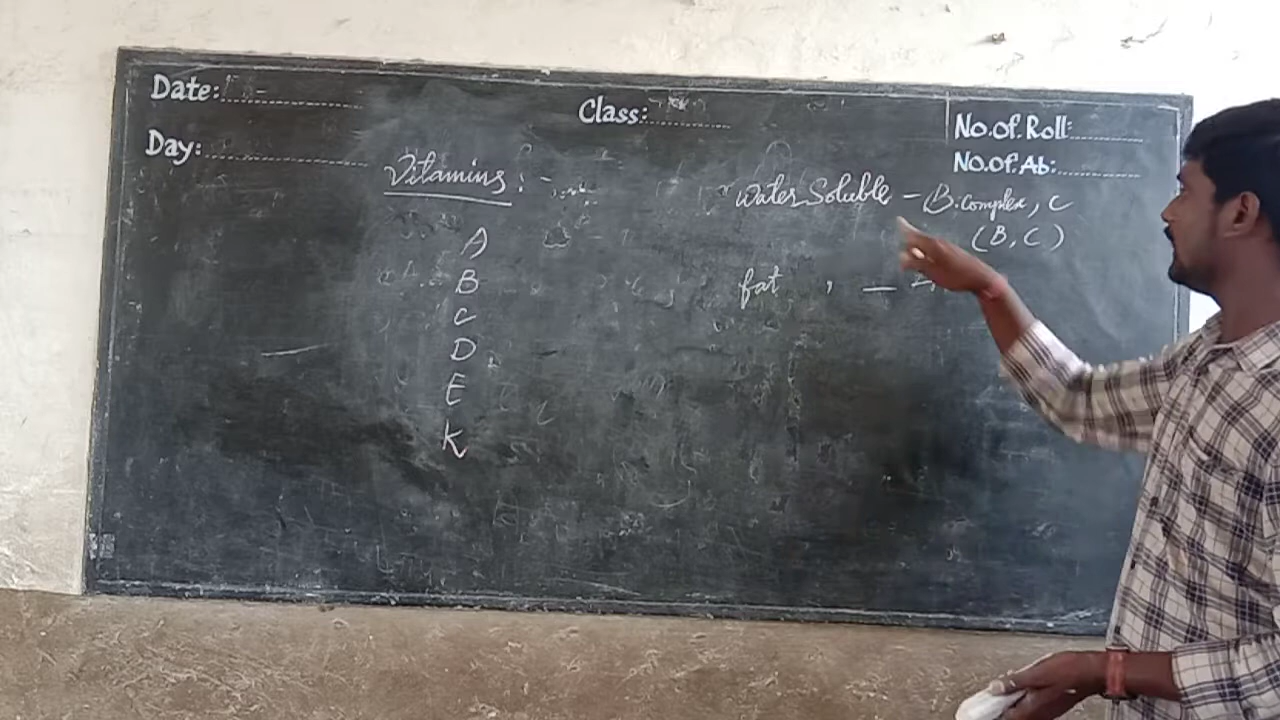 Date:
Class:
No.of.Roll:
Day:
No.of.Ab:
Vitamins : -
Water Soluble - B.Complex, C
(B, C)
A
B
fat , —
C
D
E
K